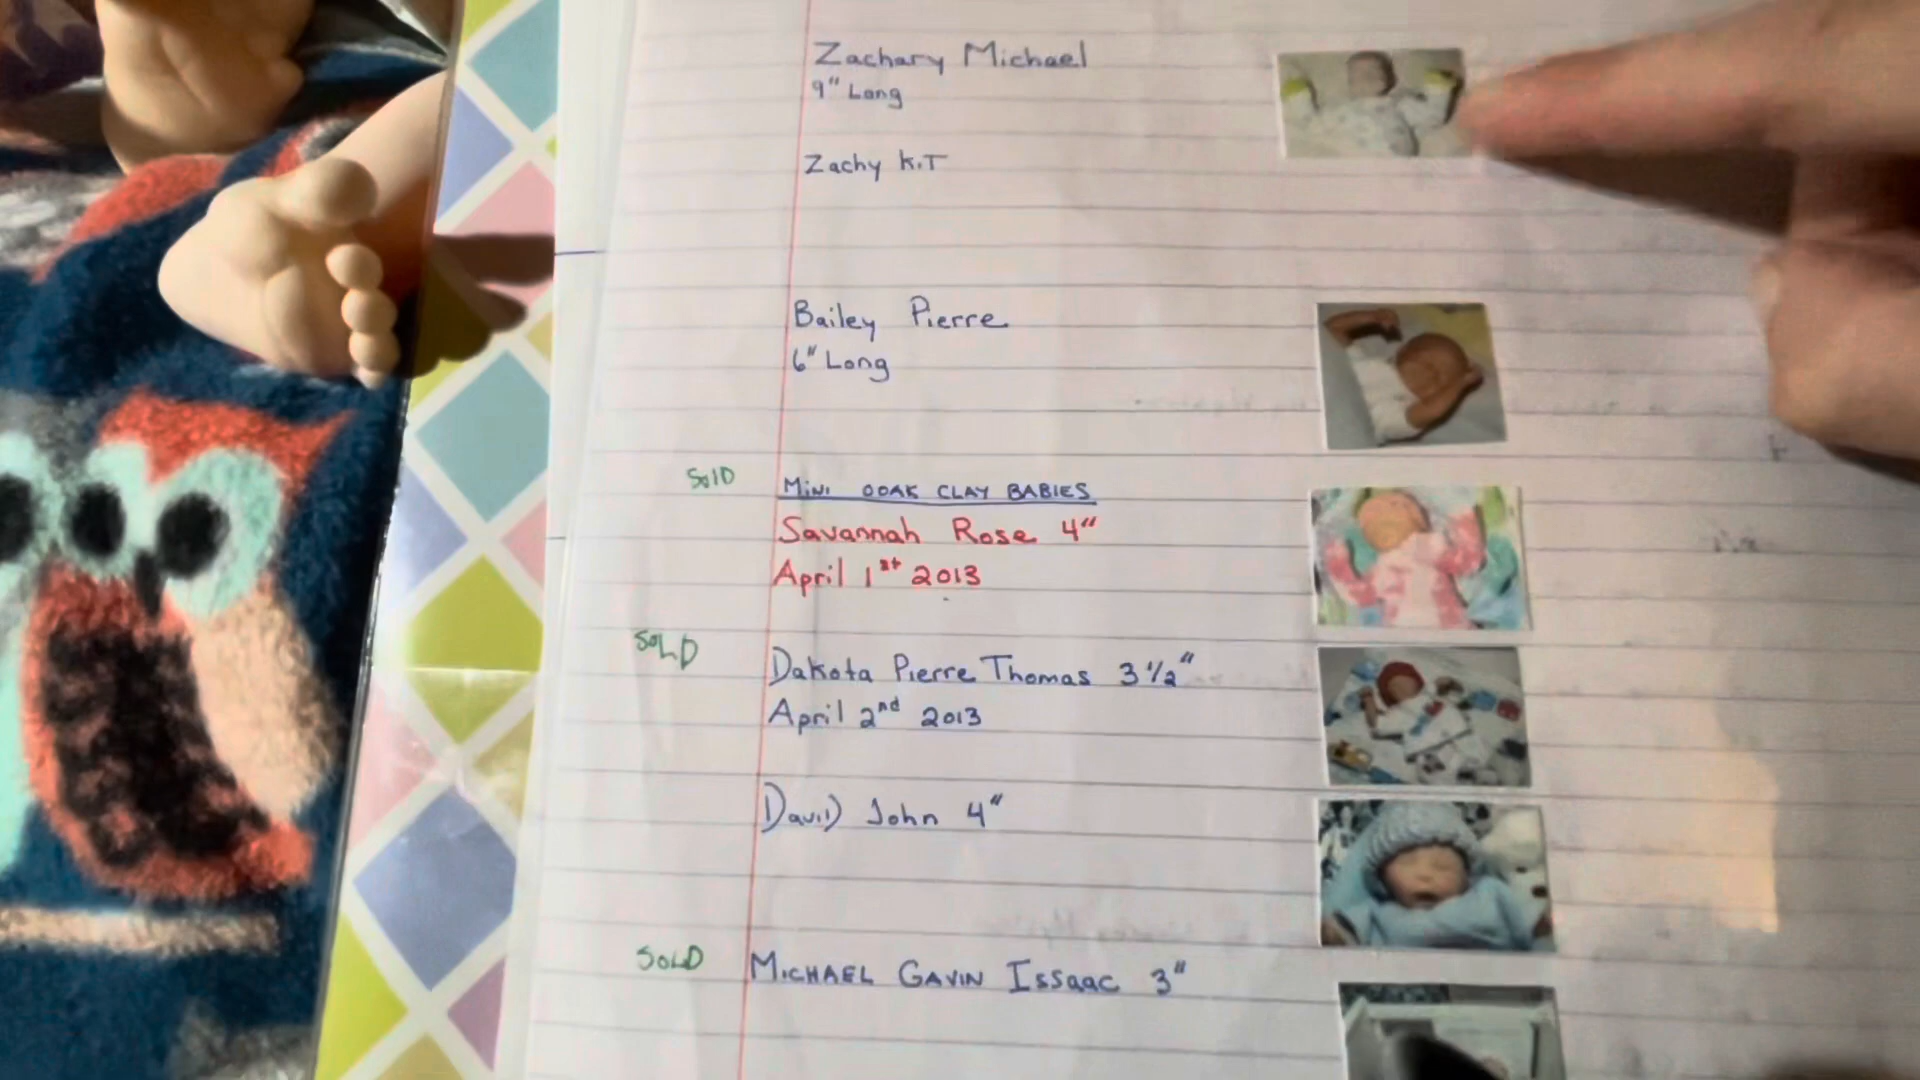 Zachary Michael
9" Long
Zachy K.T
Bailey Pierre
6" Long
SOlD MiNi OOAK CLAY BABIES
Savannah Rose 4"
April 1st 2013
SOLD
Dakota Pierre Thomas 3 1/2"
April 2nd 2013
David John 4"
SOLD MICHAEL GAVIN ISSaac 3"